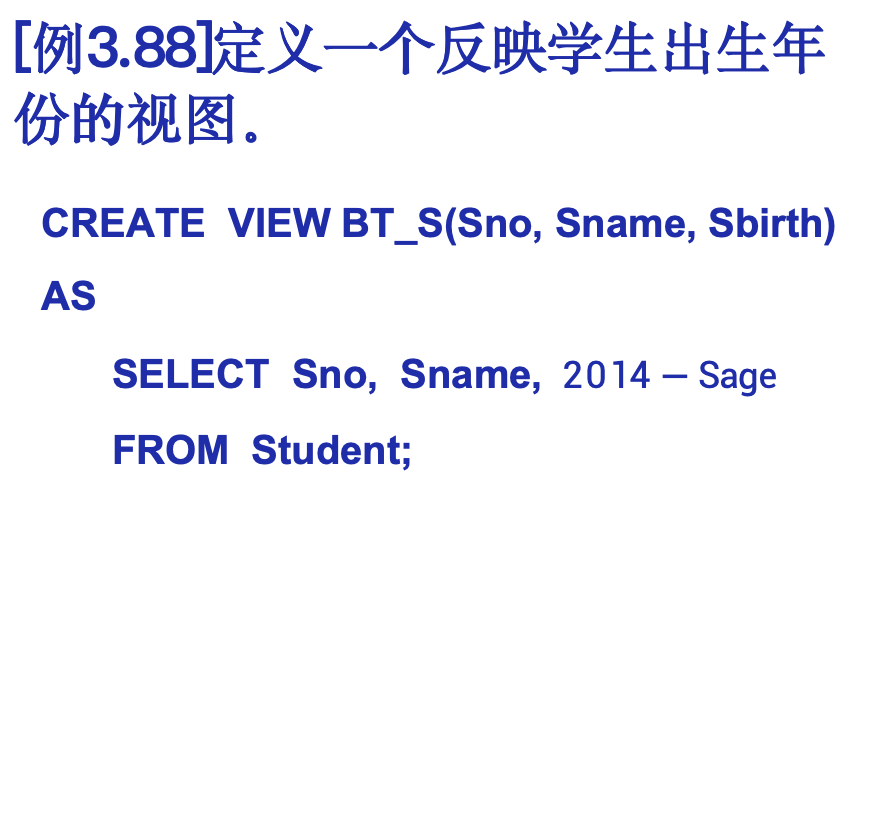 [例3.88]定义一个反映学生出生年
份的视图。
CREATE VIEW BT_S(Sno, Sname, Sbirth)
AS
SELECT Sno, Sname, 2014 – Sage
FROM Student;